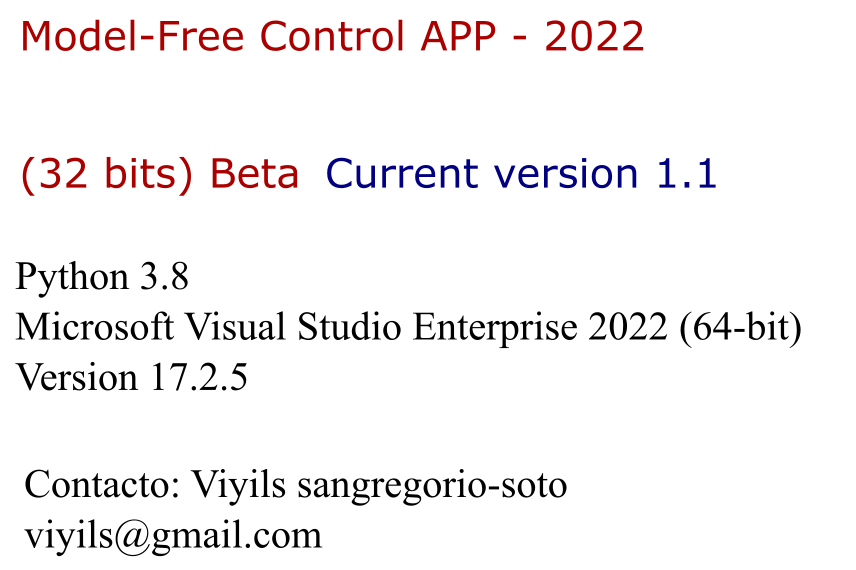 Model-Free Control APP - 2022
(32 bits) Beta Current version 1.1
Python 3.8
Microsoft Visual Studio Enterprise 2022 (64-bit)
Version 17.2.5
Contacto: Viyils sangregorio-soto
viyils@gmail.com